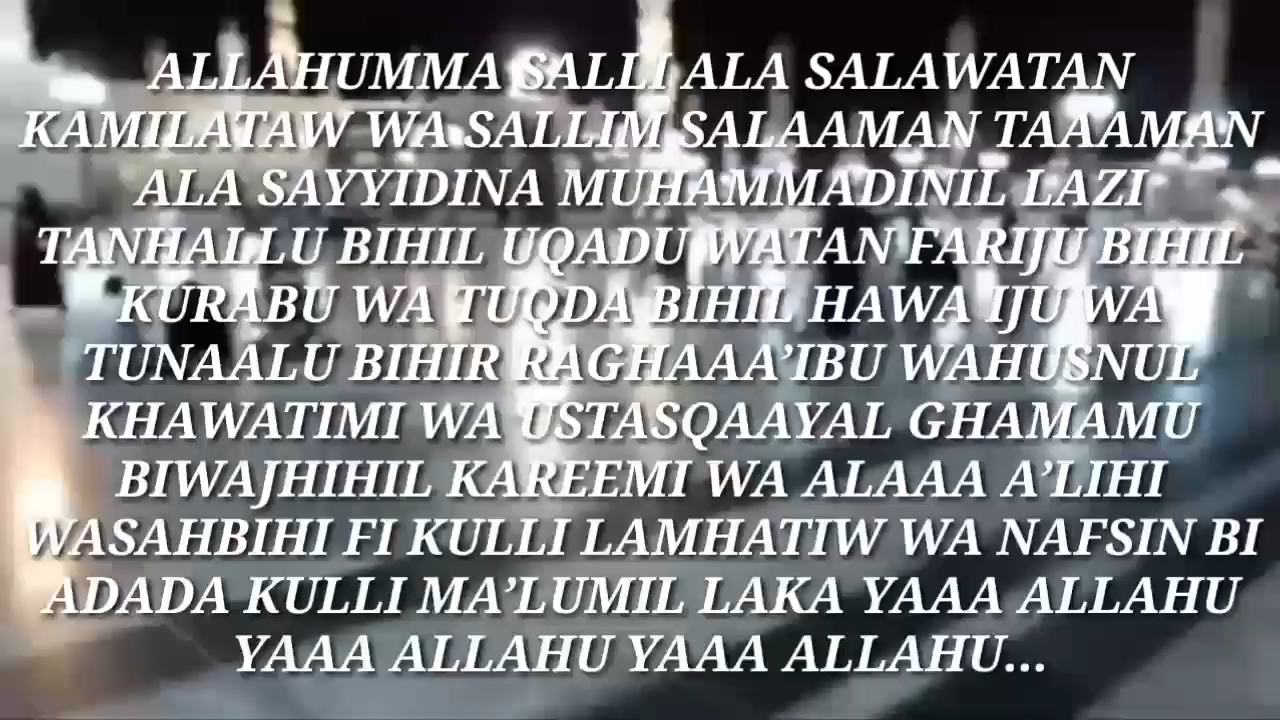 ALLAHUMMA SALLI ALA SALAWATAN
KAMILATAW WA SALLIM SALAAMAN TAAAMAN
ALA SAYYIDINA MUHAMMADINIL LAZI
TANHALLU BIHIL UQADU WATAN FARIJU BIHIL
KURABU WA TUQDA BIHIL HAWA IJU WA
TUNAALU BIHIR RAGHAAA’IBU WAHUSNUL
KHAWATIMI WA USTASQAAYAL GHAMAMU
BIWAJHIHIL KAREEMI WA ALAAA A’LIHI
WASAHBIHI FI KULLI LAMHATIW WA NAFSIN BI
ADADA KULLI MA’LUMIL LAKA YAAA ALLAHU
YAAA ALLAHU YAAA ALLAHU...